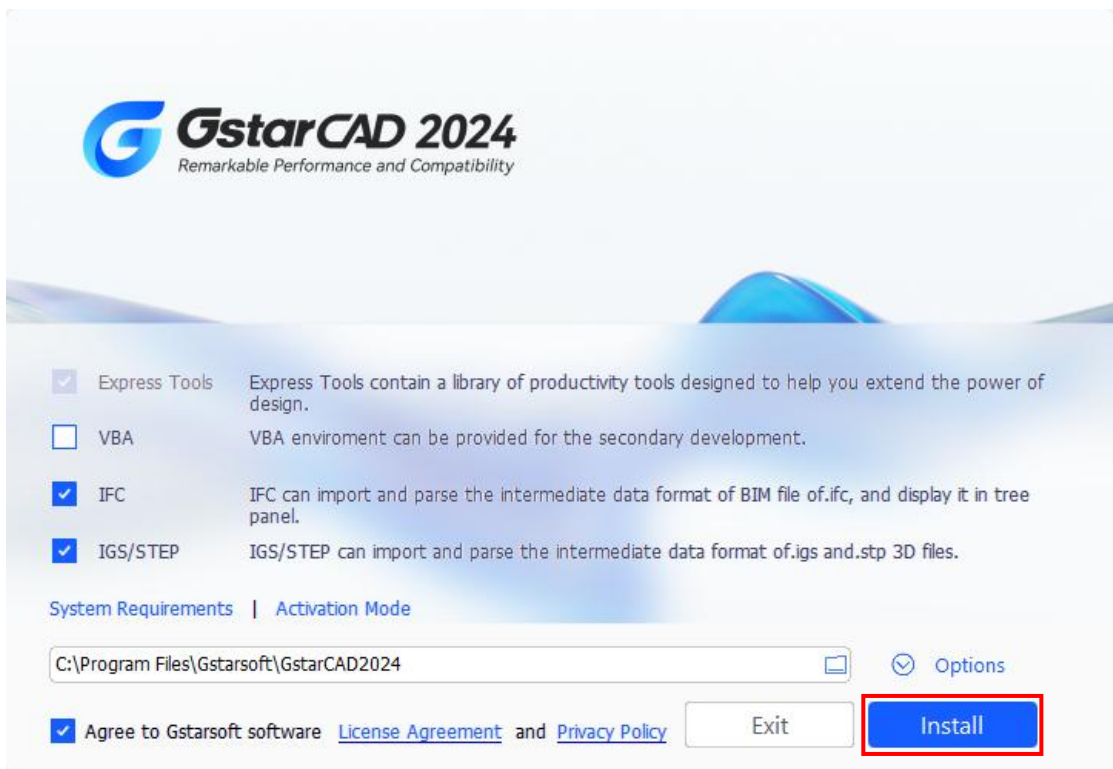 GstarCAD 2024
Remarkable Performance and Compatibility
Express Tools Express Tools contain a library of productivity tools designed to help you extend the power of
design.
VBA VBA enviroment can be provided for the secondary development.
IFC IFC can import and parse the intermediate data format of BIM file of.ifc, and display it in tree
panel.
IGS/STEP IGS/STEP can import and parse the intermediate data format of.igs and.stp 3D files.
System Requirements | Activation Mode
C:\Program Files\Gstarsoft\GstarCAD2024 Options
Agree to Gstarsoft software License Agreement and Privacy Policy Exit Install